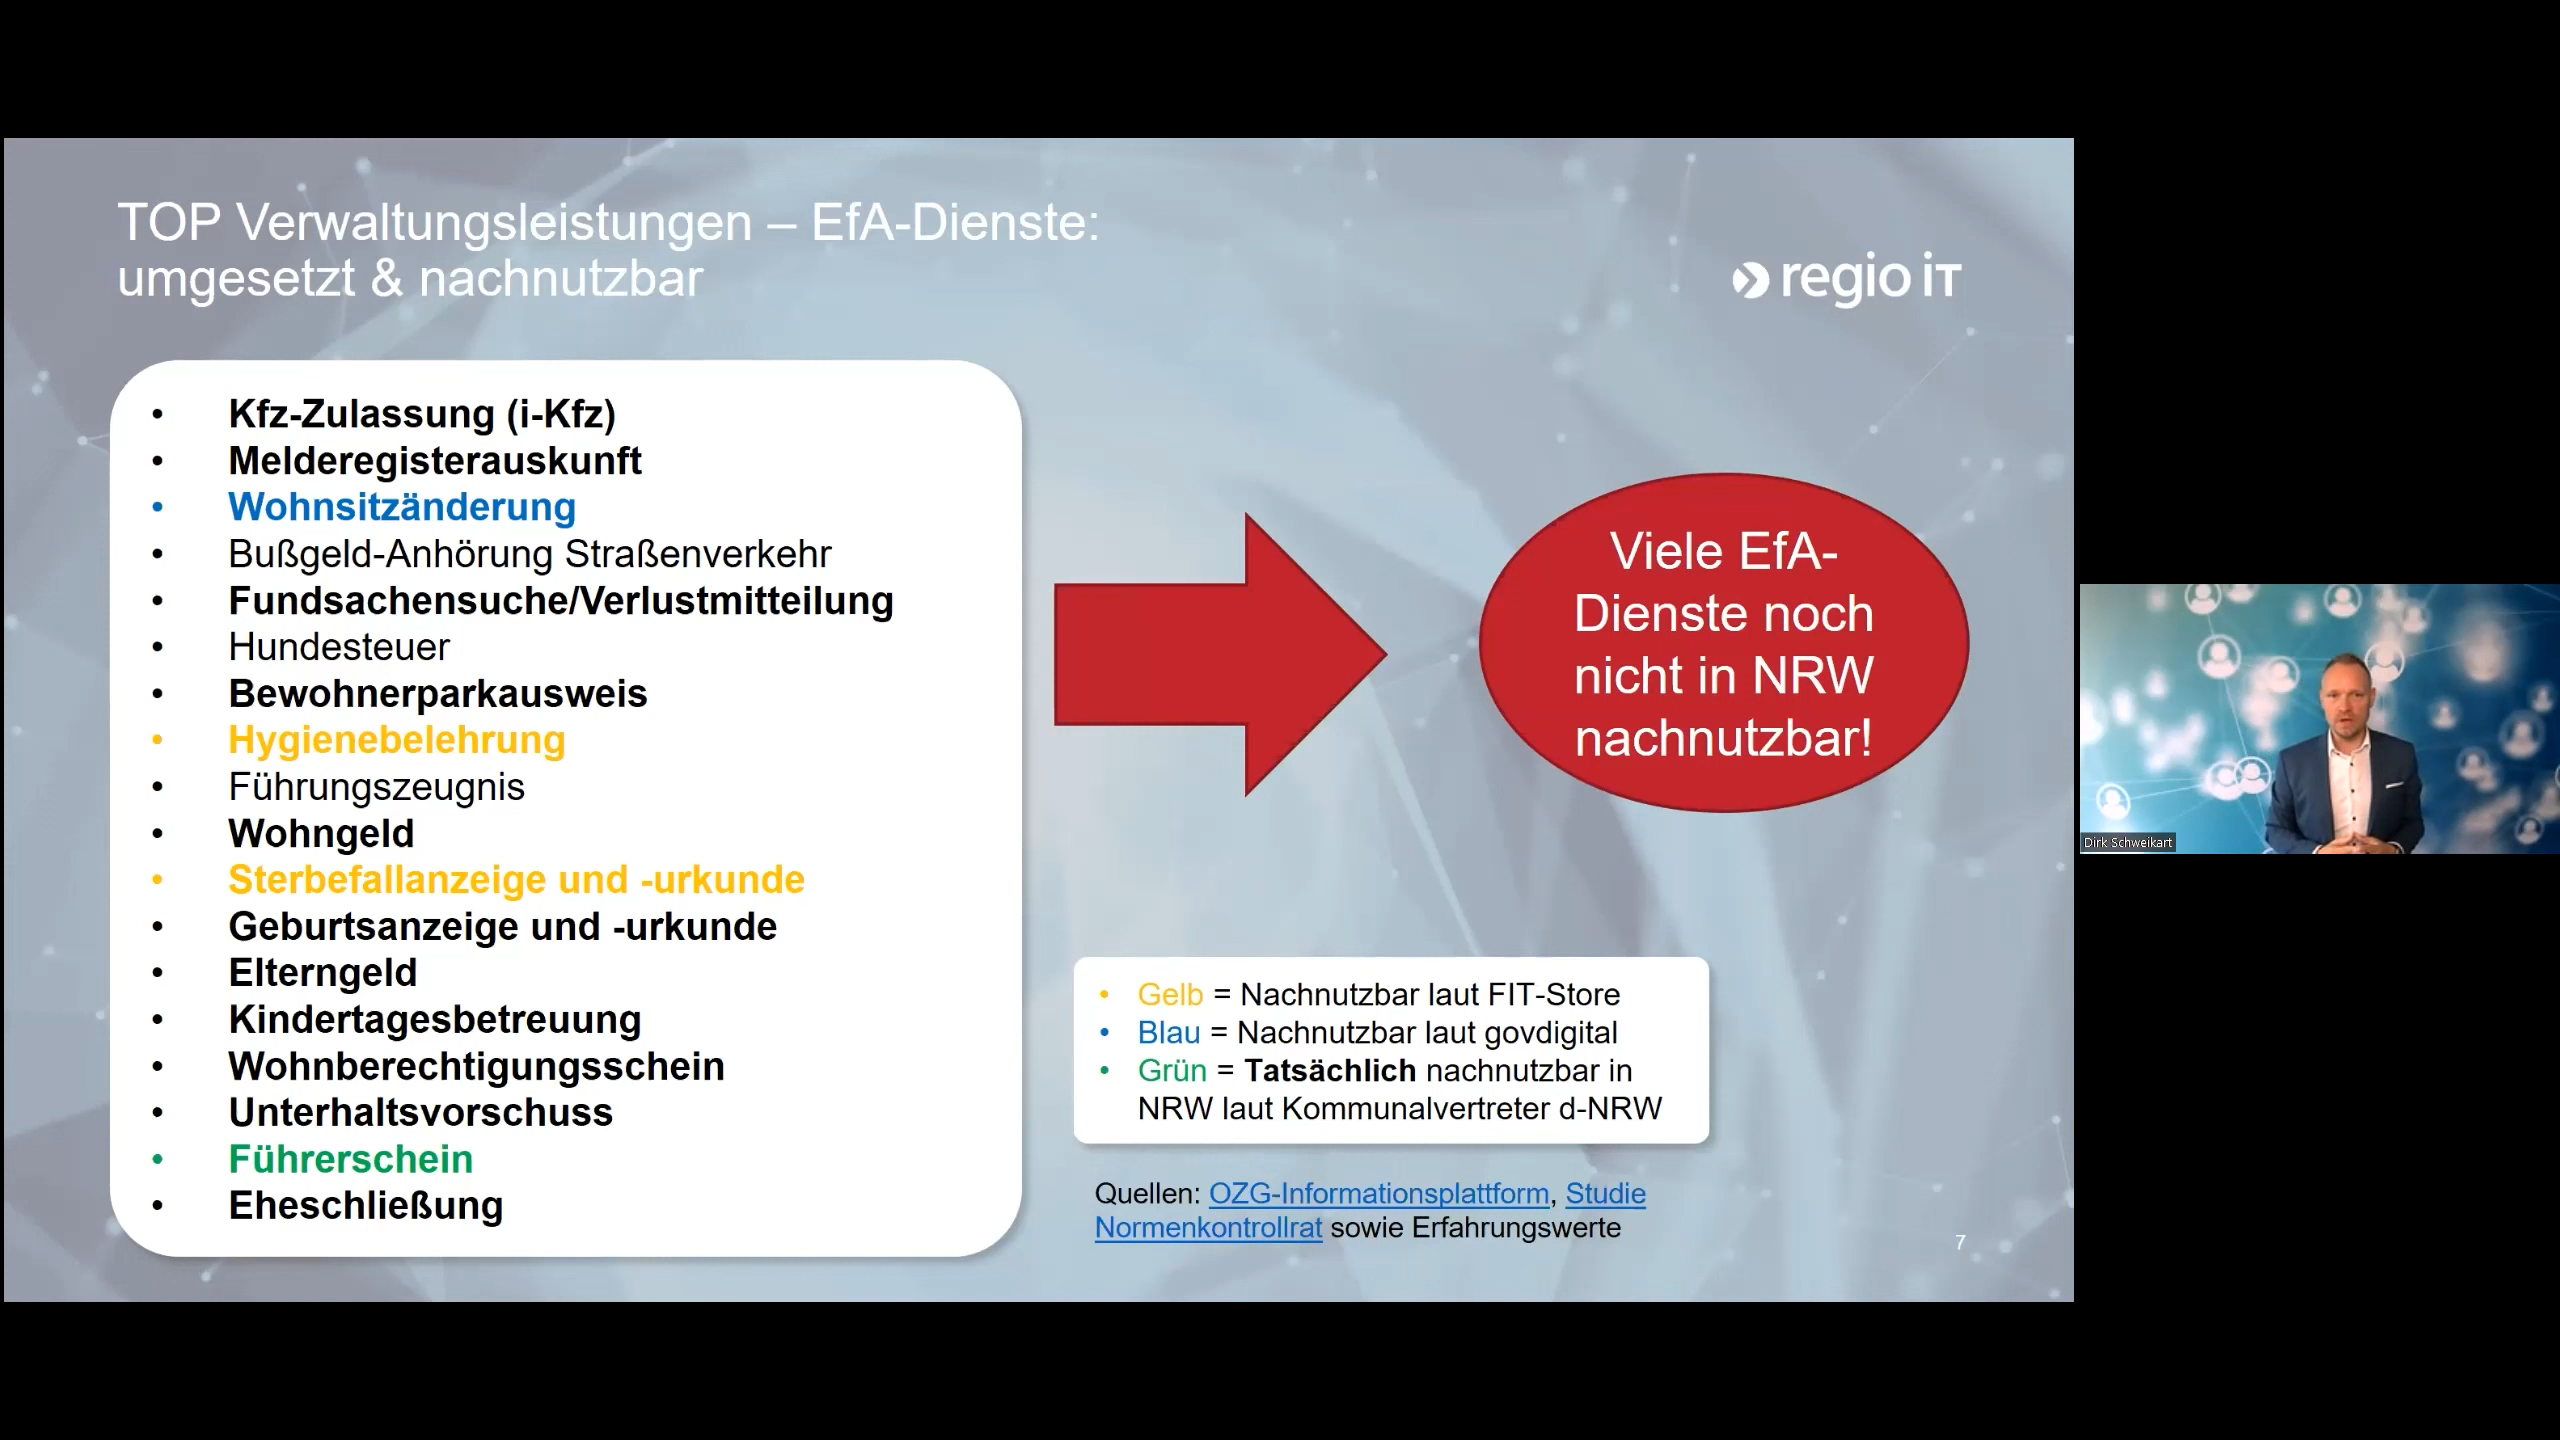 TOP Verwaltungsleistungen – EfA-Dienste:
umgesetzt & nachnutzbar
regio iT
• Kfz-Zulassung (i-Kfz)
• Melderegisterauskunft
• Wohnsitzänderung
• Bußgeld-Anhörung Straßenverkehr
• Fundsachensuche/Verlustmitteilung
• Hundesteuer
• Bewohnerparkausweis
• Hygienebelehrung
• Führungszeugnis
• Wohngeld
• Sterbefallanzeige und -urkunde
• Geburtsanzeige und -urkunde
• Elterngeld
• Kindertagesbetreuung
• Wohnberechtigungsschein
• Unterhaltsvorschuss
• Führerschein
• Eheschließung
Viele EfA-
Dienste noch
nicht in NRW
nachnutzbar!
• Gelb = Nachnutzbar laut FIT-Store
• Blau = Nachnutzbar laut govdigital
• Grün = Tatsächlich nachnutzbar in
NRW laut Kommunalvertreter d-NRW
Quellen: OZG-Informationsplattform, Studie
Normenkontrollrat sowie Erfahrungswerte
7
Dirk Schweikart